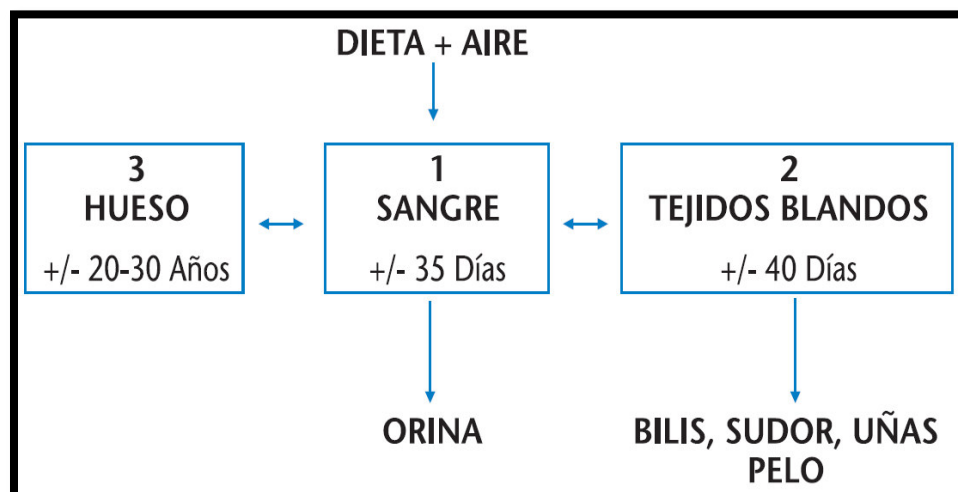 DIETA + AIRE
3
HUESO
+/- 20-30 Años
1
SANGRE
+/- 35 Días
2
TEJIDOS BLANDOS
+/- 40 Días
ORINA
BILIS, SUDOR, UÑAS
PELO